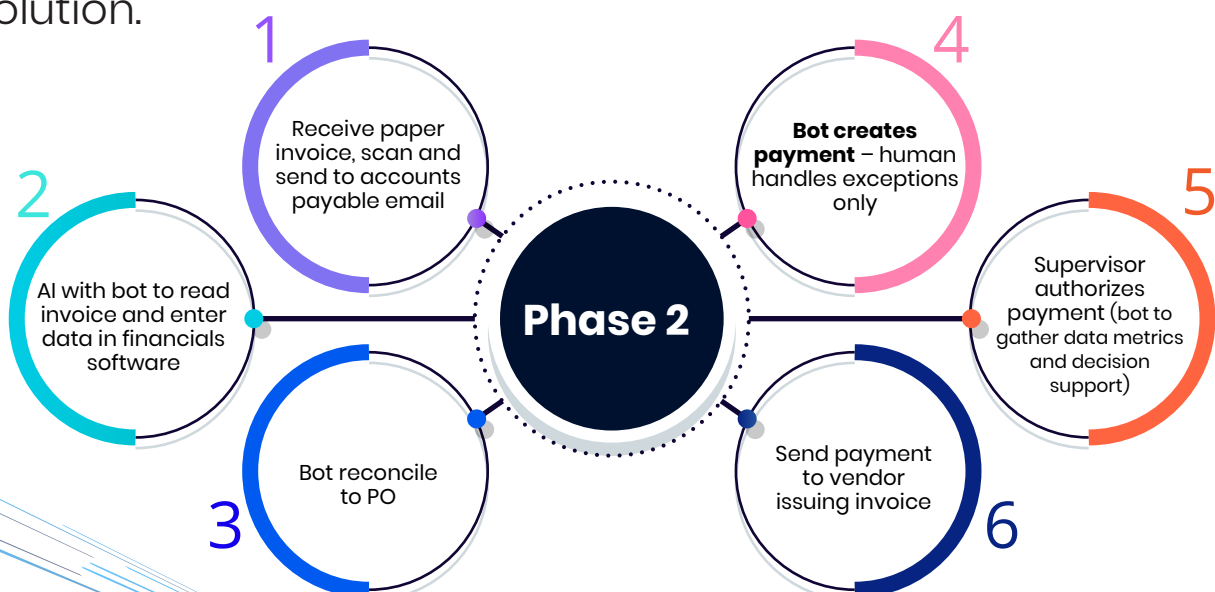 olution.
1
Receive paper
invoice, scan and
send to accounts
payable email
2
AI with bot to read
invoice and enter
data in financials
software
3
Bot reconcile
to PO
Phase 2
4
Bot creates
payment – human
handles exceptions
only
5
Supervisor
authorizes
payment (bot to
gather data metrics
and decision
support)
6
Send payment
to vendor
issuing invoice